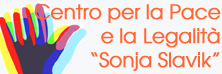 Centro per la Pace
e la Legalità
“Sonja Slavik”